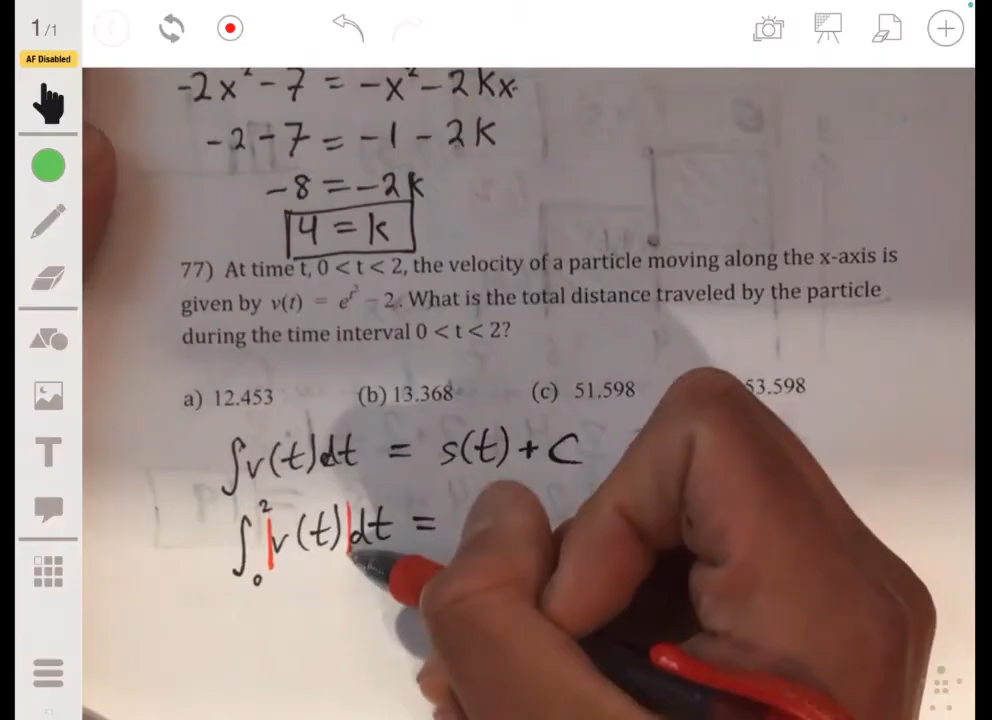 1/1
AF Disabled
-2x² - 7 = -x² - 2kx
-2 - 7 = -1 - 2k
-8 = -2k
4 = k
77) At time t, 0 < t < 2, the velocity of a particle moving along the x-axis is
given by v(t) = e^t² - 2. What is the total distance traveled by the particle
during the time interval 0 < t < 2?
a) 12.453 (b) 13.368 (c) 51.598 53.598
∫v(t)dt = s(t) + C
∫₀²|v(t)|dt =
T